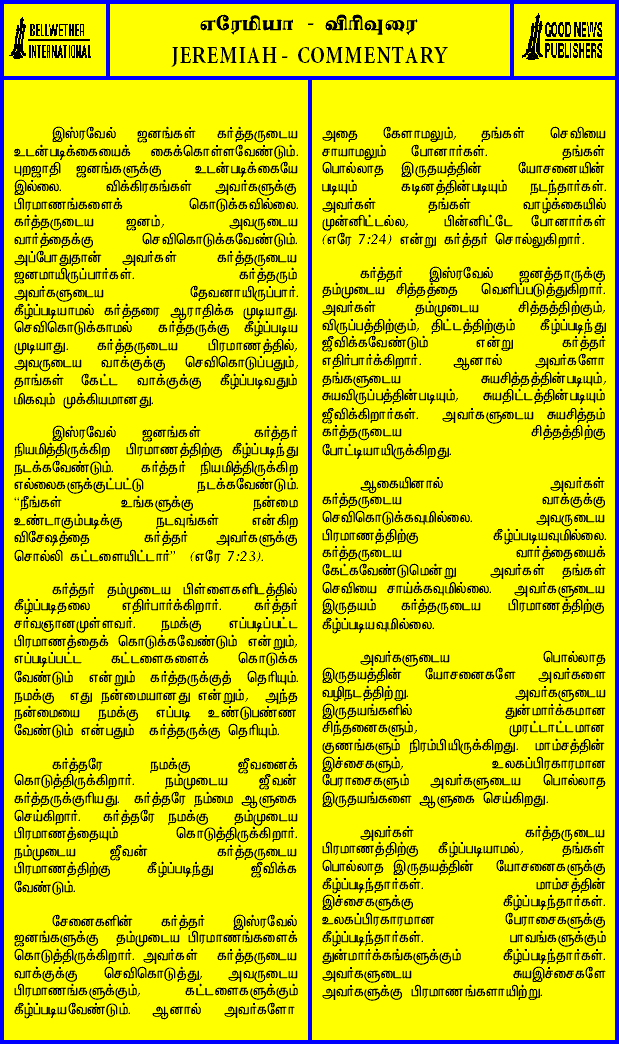 BELLWETHER
INTERNATIONAL
எரேமியா - விரிவுரை
JEREMIAH - COMMENTARY
GOOD NEWS
PUBLISHERS
இஸ்ரவேல் ஜனங்கள் கர்த்தருடைய
உடன்படிக்கையைக் கைக்கொள்ளவேண்டும்.
புறஜாதி ஜனங்களுக்கு உடன்படிக்கையே
இல்லை. விக்கிரகங்கள் அவர்களுக்கு
பிரமாணங்களைக் கொடுக்கவில்லை.
கர்த்தருடைய ஜனம், அவருடைய
வார்த்தைக்கு செவிகொடுக்கவேண்டும்.
அப்போதுதான் அவர்கள் கர்த்தருடைய
ஜனமாயிருப்பார்கள். கர்த்தரும்
அவர்களுடைய தேவனாயிருப்பார்.
கீழ்ப்படியாமல் கர்த்தரை ஆராதிக்க முடியாது.
செவிகொடுக்காமல் கர்த்தருக்கு கீழ்ப்படிய
முடியாது. கர்த்தருடைய பிரமாணத்தில்,
அவருடைய வாக்குக்கு செவிகொடுப்பதும்,
தாங்கள் கேட்ட வாக்குக்கு கீழ்ப்படிவதும்
மிகவும் முக்கியமானது.
இஸ்ரவேல் ஜனங்கள் கர்த்தர்
நியமித்திருக்கிற பிரமாணத்திற்கு கீழ்ப்படிந்து
நடக்கவேண்டும். கர்த்தர் நியமித்திருக்கிற
எல்லைகளுக்குட்பட்டு நடக்கவேண்டும்.
“நீங்கள் உங்களுக்கு நன்மை
உண்டாகும்படிக்கு நடவுங்கள் என்கிற
விசேஷத்தை கர்த்தர் அவர்களுக்கு
சொல்லி கட்டளையிட்டார்” (எரே 7:23).
கர்த்தர் தம்முடைய பிள்ளைகளிடத்தில்
கீழ்ப்படிதலை எதிர்பார்க்கிறார். கர்த்தர்
சர்வஞானமுள்ளவர். நமக்கு எப்படிப்பட்ட
பிரமாணத்தைக் கொடுக்கவேண்டும் என்றும்,
எப்படிப்பட்ட கட்டளைகளைக் கொடுக்க
வேண்டும் என்றும் கர்த்தருக்குத் தெரியும்.
நமக்கு எது நன்மையானது என்றும், அந்த
நன்மையை நமக்கு எப்படி உண்டுபண்ண
வேண்டும் என்பதும் கர்த்தருக்கு தெரியும்.
கர்த்தரே நமக்கு ஜீவனைக்
கொடுத்திருக்கிறார். நம்முடைய ஜீவன்
கர்த்தருக்குரியது. கர்த்தரே நம்மை ஆளுகை
செய்கிறார். கர்த்தரே நமக்கு தம்முடைய
பிரமாணத்தையும் கொடுத்திருக்கிறார்.
நம்முடைய ஜீவன் கர்த்தருடைய
பிரமாணத்திற்கு கீழ்ப்படிந்து ஜீவிக்க
வேண்டும்.
சேனைகளின் கர்த்தர் இஸ்ரவேல்
ஜனங்களுக்கு தம்முடைய பிரமாணங்களைக்
கொடுத்திருக்கிறார். அவர்கள் கர்த்தருடைய
வாக்குக்கு செவிகொடுத்து, அவருடைய
பிரமாணங்களுக்கும், கட்டளைகளுக்கும்
கீழ்ப்படியவேண்டும். ஆனால் அவர்களோ
அதை கேளாமலும், தங்கள் செவியை
சாயாமலும் போனார்கள். தங்கள்
பொல்லாத இருதயத்தின் யோசனையின்
படியும் கடினத்தின்படியும் நடந்தார்கள்.
அவர்கள் தங்கள் வாழ்க்கையில்
முன்னிட்டல்ல, பின்னிட்டே போனார்கள்
(எரே 7:24) என்று கர்த்தர் சொல்லுகிறார்.
கர்த்தர் இஸ்ரவேல் ஜனத்தாருக்கு
தம்முடைய சித்தத்தை வெளிப்படுத்துகிறார்.
அவர்கள் தம்முடைய சித்தத்திற்கும்,
விருப்பத்திற்கும், திட்டத்திற்கும் கீழ்ப்படிந்து
ஜீவிக்கவேண்டும் என்று கர்த்தர்
எதிர்பார்க்கிறார். ஆனால் அவர்களோ
தங்களுடைய சுயசித்தத்தின்படியும்,
சுயவிருப்பத்தின்படியும், சுயதிட்டத்தின்படியும்
ஜீவிக்கிறார்கள். அவர்களுடைய சுயசித்தம்
கர்த்தருடைய சித்தத்திற்கு
போட்டியாயிருக்கிறது.
ஆகையினால் அவர்கள்
கர்த்தருடைய வாக்குக்கு
செவிகொடுக்கவுமில்லை. அவருடைய
பிரமாணத்திற்கு கீழ்ப்படியவுமில்லை.
கர்த்தருடைய வார்த்தையைக்
கேட்கவேண்டுமென்று அவர்கள் தங்கள்
செவியை சாய்க்கவுமில்லை. அவர்களுடைய
இருதயம் கர்த்தருடைய பிரமாணத்திற்கு
கீழ்ப்படியவுமில்லை.
அவர்களுடைய பொல்லாத
இருதயத்தின் யோசனைகளே அவர்களை
வழிநடத்திற்று. அவர்களுடைய
இருதயங்களில் துன்மார்க்கமான
சிந்தனைகளும், முரட்டாட்டமான
குணங்களும் நிரம்பியிருக்கிறது. மாம்சத்தின்
இச்சைகளும், உலகப்பிரகாரமான
பேராசைகளும் அவர்களுடைய பொல்லாத
இருதயங்களை ஆளுகை செய்கிறது.
அவர்கள் கர்த்தருடைய
பிரமாணத்திற்கு கீழ்ப்படியாமல், தங்கள்
பொல்லாத இருதயத்தின் யோசனைகளுக்கு
கீழ்ப்படிந்தார்கள். மாம்சத்தின்
இச்சைகளுக்கு கீழ்ப்படிந்தார்கள்.
உலகப்பிரகாரமான பேராசைகளுக்கு
கீழ்ப்படிந்தார்கள். பாவங்களுக்கும்
துன்மார்க்கங்களுக்கும் கீழ்ப்படிந்தார்கள்.
அவர்களுடைய சுயஇச்சைகளே
அவர்களுக்கு பிரமாணங்களாயிற்று.